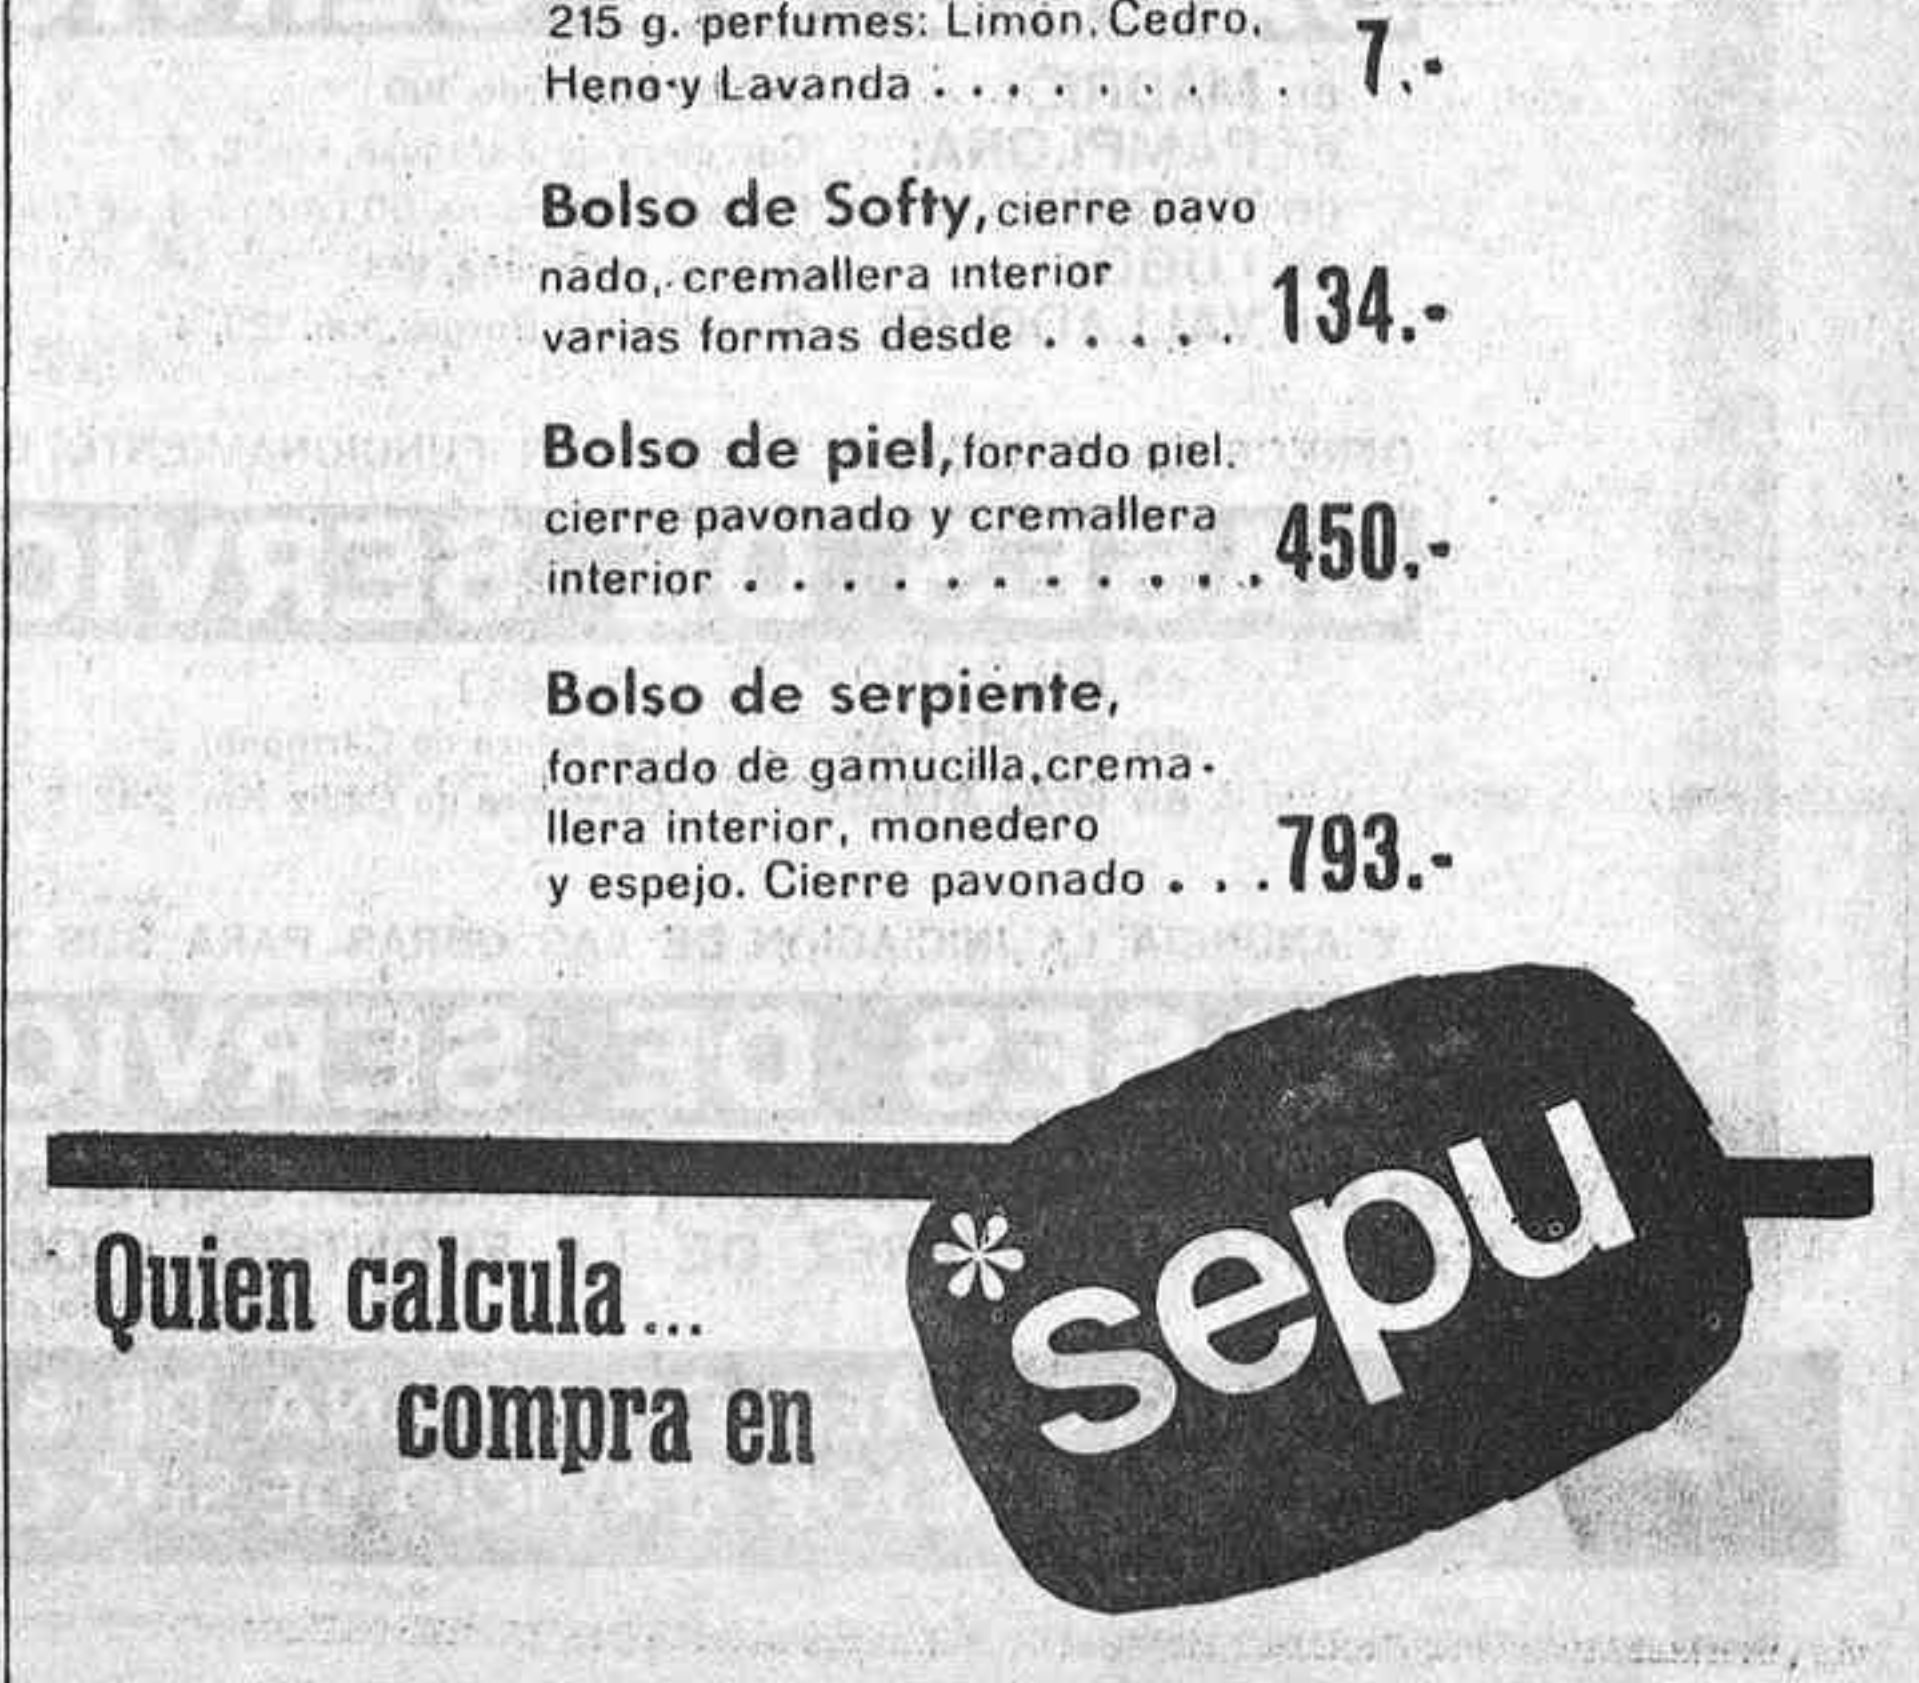 215 g. perfumes: Limón, Cedro,
Heno y Lavanda . . . . . . . . . 7.-
Bolso de Softy, cierre pavo
nado, cremallera interior
varias formas desde . . . . . 134.-
Bolso de piel, forrado piel,
cierre pavonado y cremallera
interior . . . . . . . . . . . 450.-
Bolso de serpiente,
forrado de gamucilla, crema-
llera interior, monedero
y espejo. Cierre pavonado . . . 793.-
Quien calcula...
compra en
*sepu